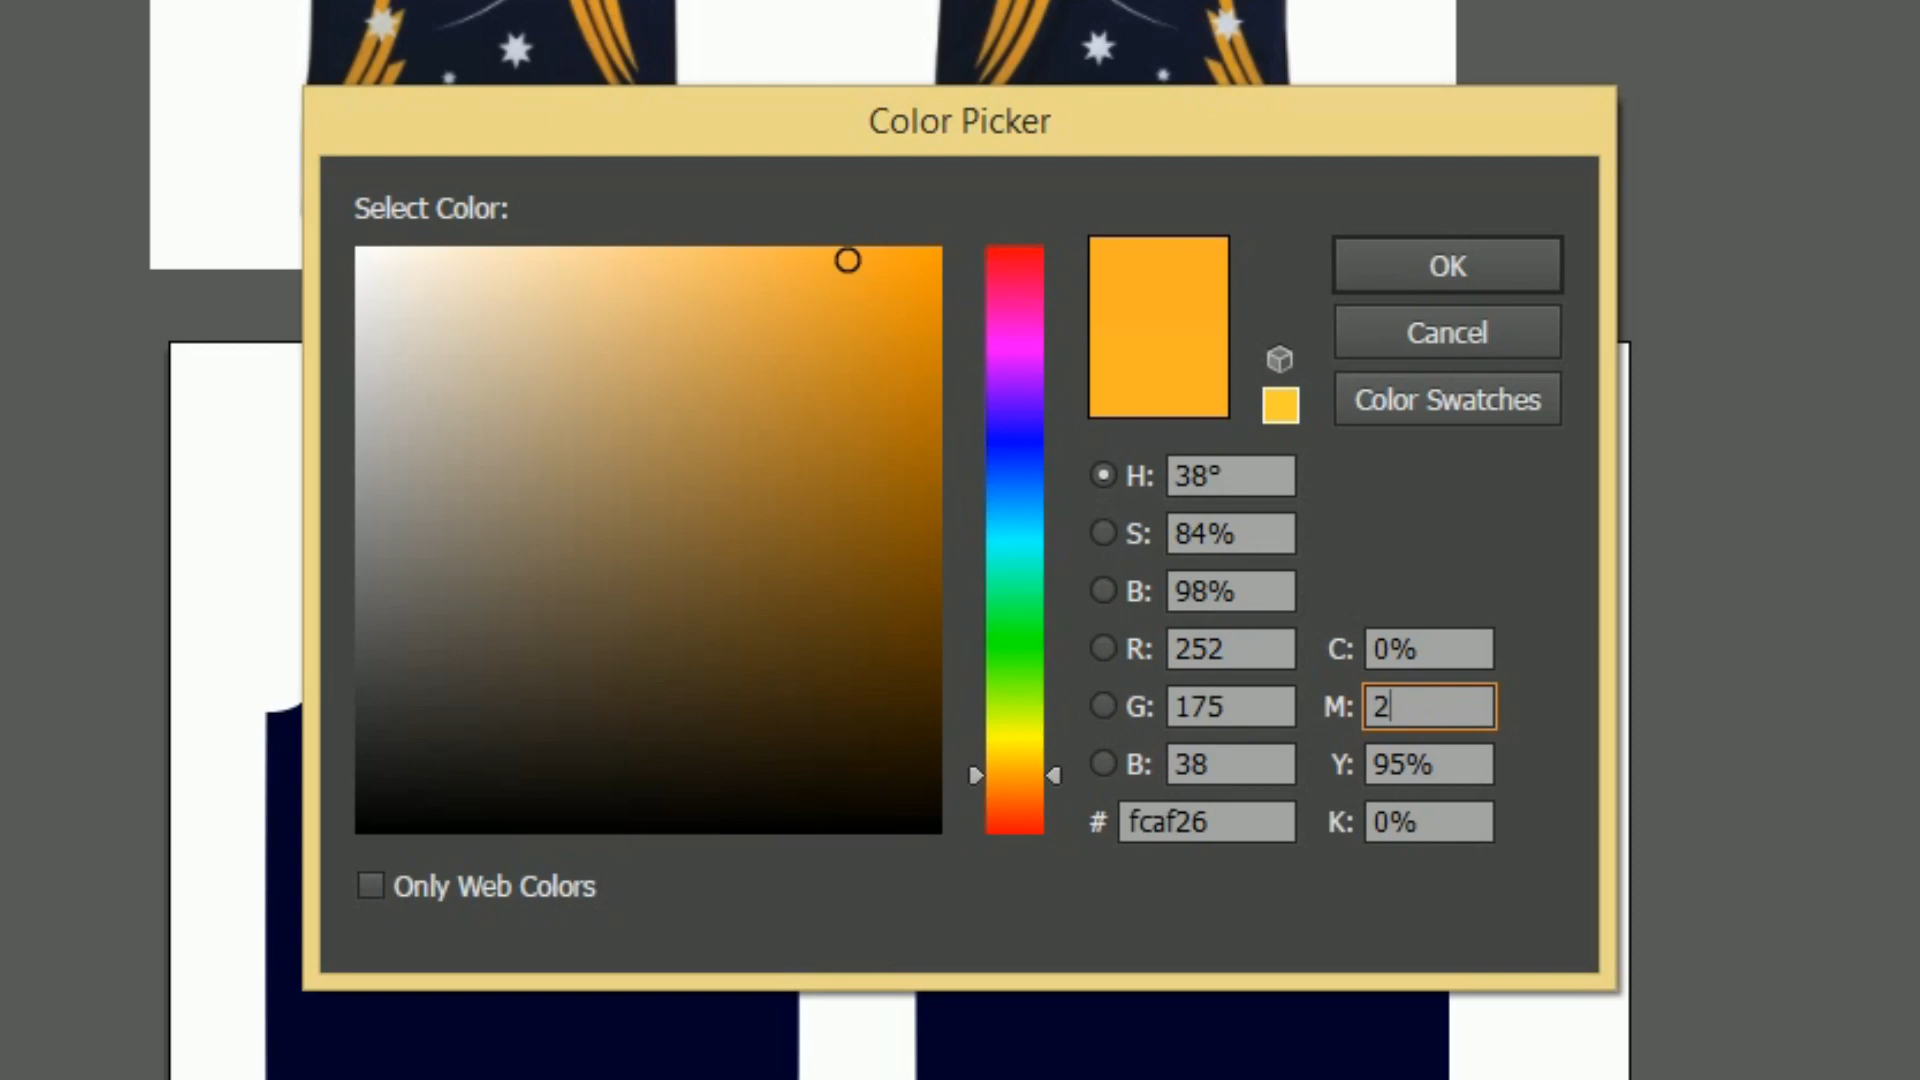 Color Picker
Select Color:
OK
Cancel
Color Swatches
H: 38°
S: 84%
B: 98%
R: 252 C: 0%
G: 175 M: 2
B: 38 Y: 95%
# fcaf26 K: 0%
Only Web Colors